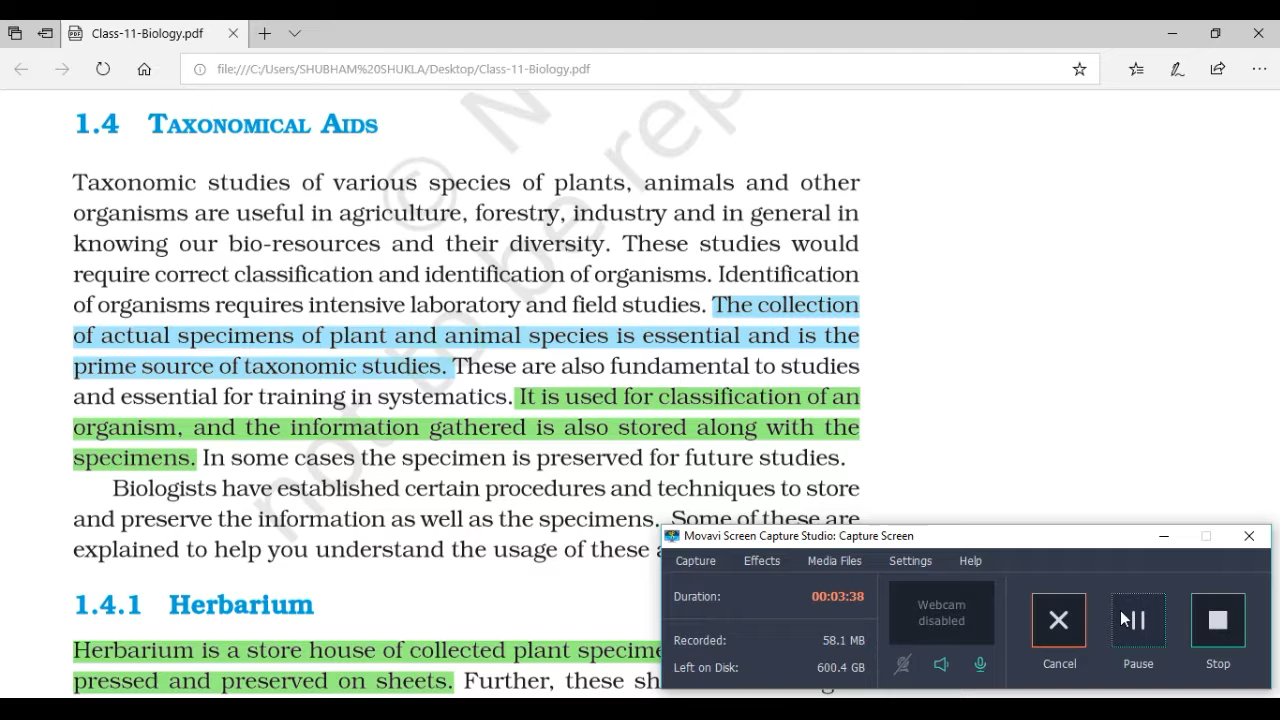 Class-11-Biology.pdf
file:///C:/Users/SHUBHAM%20SHUKLA/Desktop/Class-11-Biology.pdf
1.4 TAXONOMICAL AIDS
Taxonomic studies of various species of plants, animals and other
organisms are useful in agriculture, forestry, industry and in general in
knowing our bio-resources and their diversity. These studies would
require correct classification and identification of organisms. Identification
of organisms requires intensive laboratory and field studies. The collection
of actual specimens of plant and animal species is essential and is the
prime source of taxonomic studies. These are also fundamental to studies
and essential for training in systematics. It is used for classification of an
organism, and the information gathered is also stored along with the
specimens. In some cases the specimen is preserved for future studies.
Biologists have established certain procedures and techniques to store
and preserve the information as well as the specimens. Some of these are
explained to help you understand the usage of these
1.4.1 Herbarium
Herbarium is a store house of collected plant
pressed and preserved on sheets. Further, these
© N
not to be rep
Movavi Screen Capture Studio: Capture Screen
Capture Effects Media Files Settings Help
Duration: 00:03:38
Recorded: 58.1 MB
Left on Disk: 600.4 GB
Webcam
disabled
Cancel Pause Stop